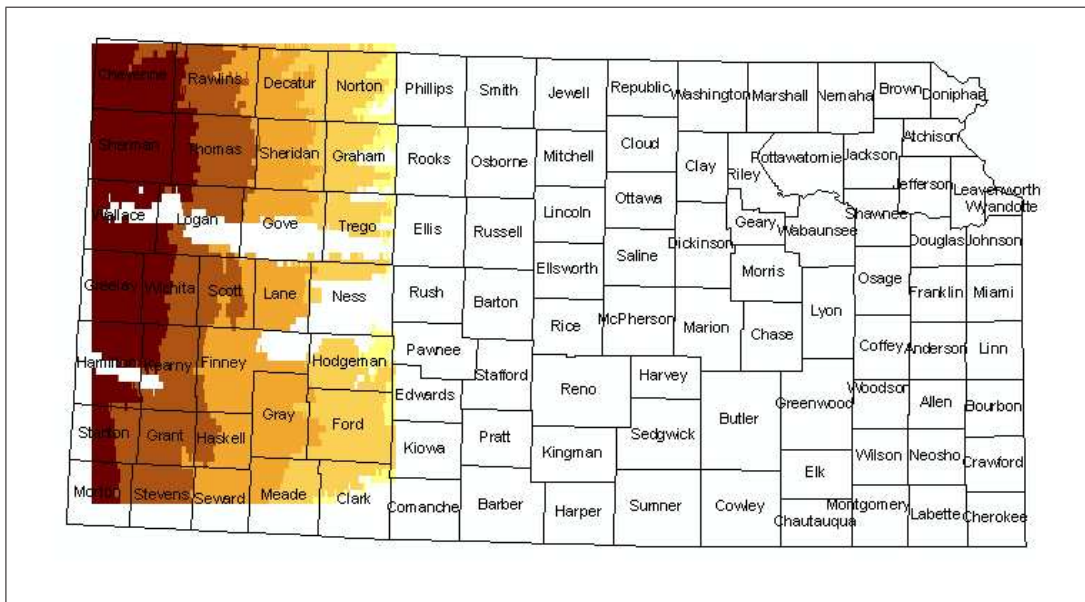 Cheyenne Rawlins Decatur Norton Phillips Smith Jewell Republic Washington Marshall Nemaha Brown Doniphan
Atchison
Sherman Thomas Sheridan Graham Rooks Osborne Mitchell Cloud Clay Riley Pottawatomie Jackson
Jefferson Leavenworth
Wyandotte
Wallace Logan Gove Trego Ellis Russell Lincoln Ottawa Geary Wabaunsee Shawnee
Dickinson Douglas Johnson
Ellsworth Saline Morris Osage
Greeley Wichita Scott Lane Ness Rush Barton Lyon Franklin Miami
Rice McPherson Marion Chase
Hamilton Kearny Finney Hodgeman Pawnee Coffey Anderson Linn
Stafford Reno Harvey
Edwards Woodson
Gray Ford Butler Greenwood Allen Bourbon
Stanton Grant Haskell Kiowa Pratt Kingman Sedgwick
Elk Wilson Neosho Crawford
Morton Stevens Seward Meade Clark Comanche Barber Harper Sumner Cowley
Chautauqua Montgomery Labette Cherokee